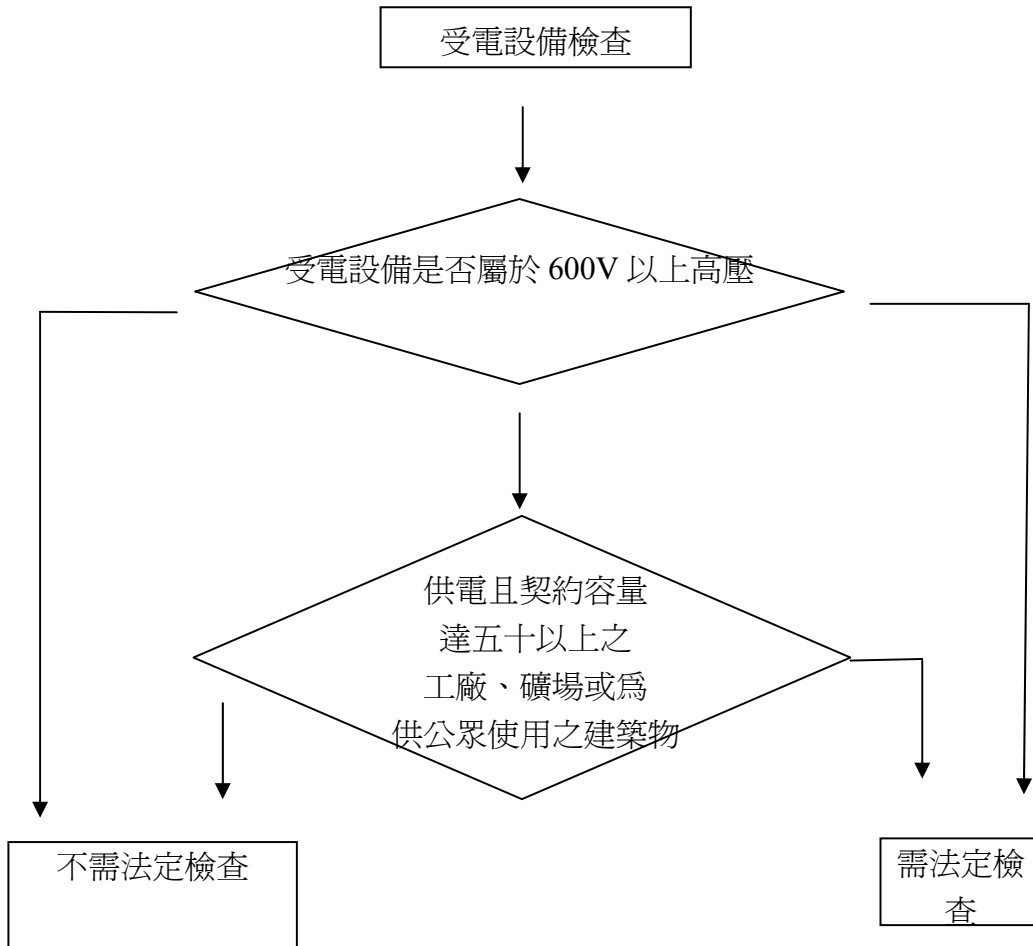 受電設備檢查
受電設備是否屬於 600V 以上高壓
供電且契約容量
達五十以上之
工廠、礦場或為
供公眾使用之建築物
不需法定檢查
需法定檢
查